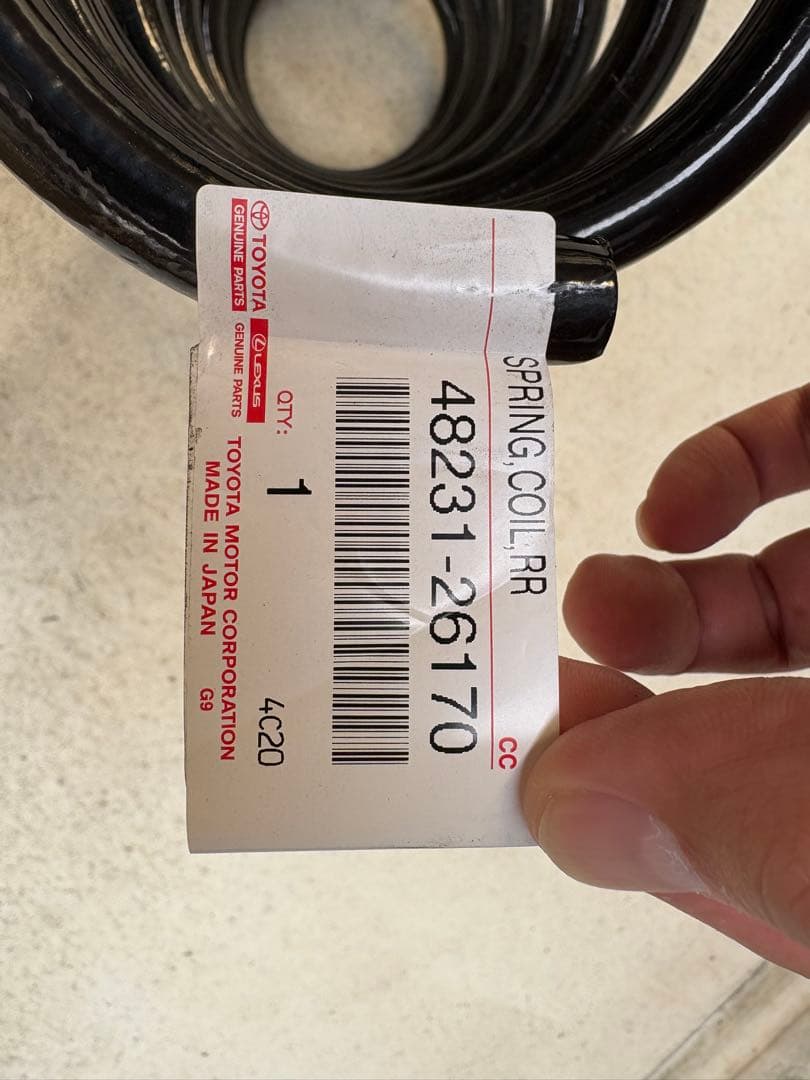 SPRING,COIL,RR
CC
48231-26170
QTY:
1
4C20
TOYOTA
GENUINE PARTS
LEXUS
GENUINE PARTS
TOYOTA MOTOR CORPORATION
MADE IN JAPAN
G9